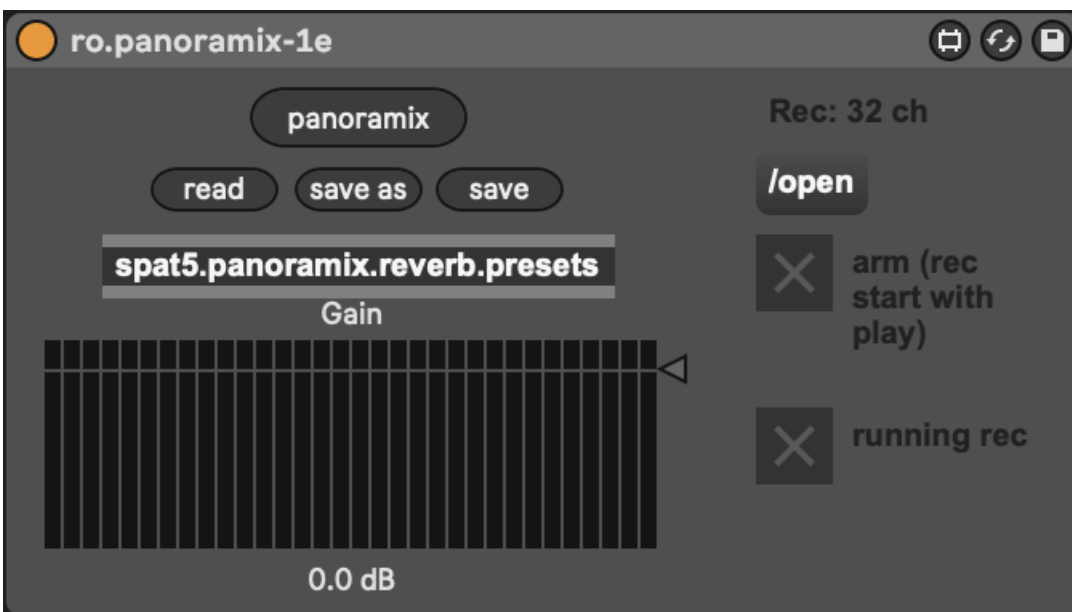 ro.panoramix-1e
panoramix
read save as save
spat5.panoramix.reverb.presets
Gain
0.0 dB
Rec: 32 ch
/open
arm (rec
start with
play)
running rec